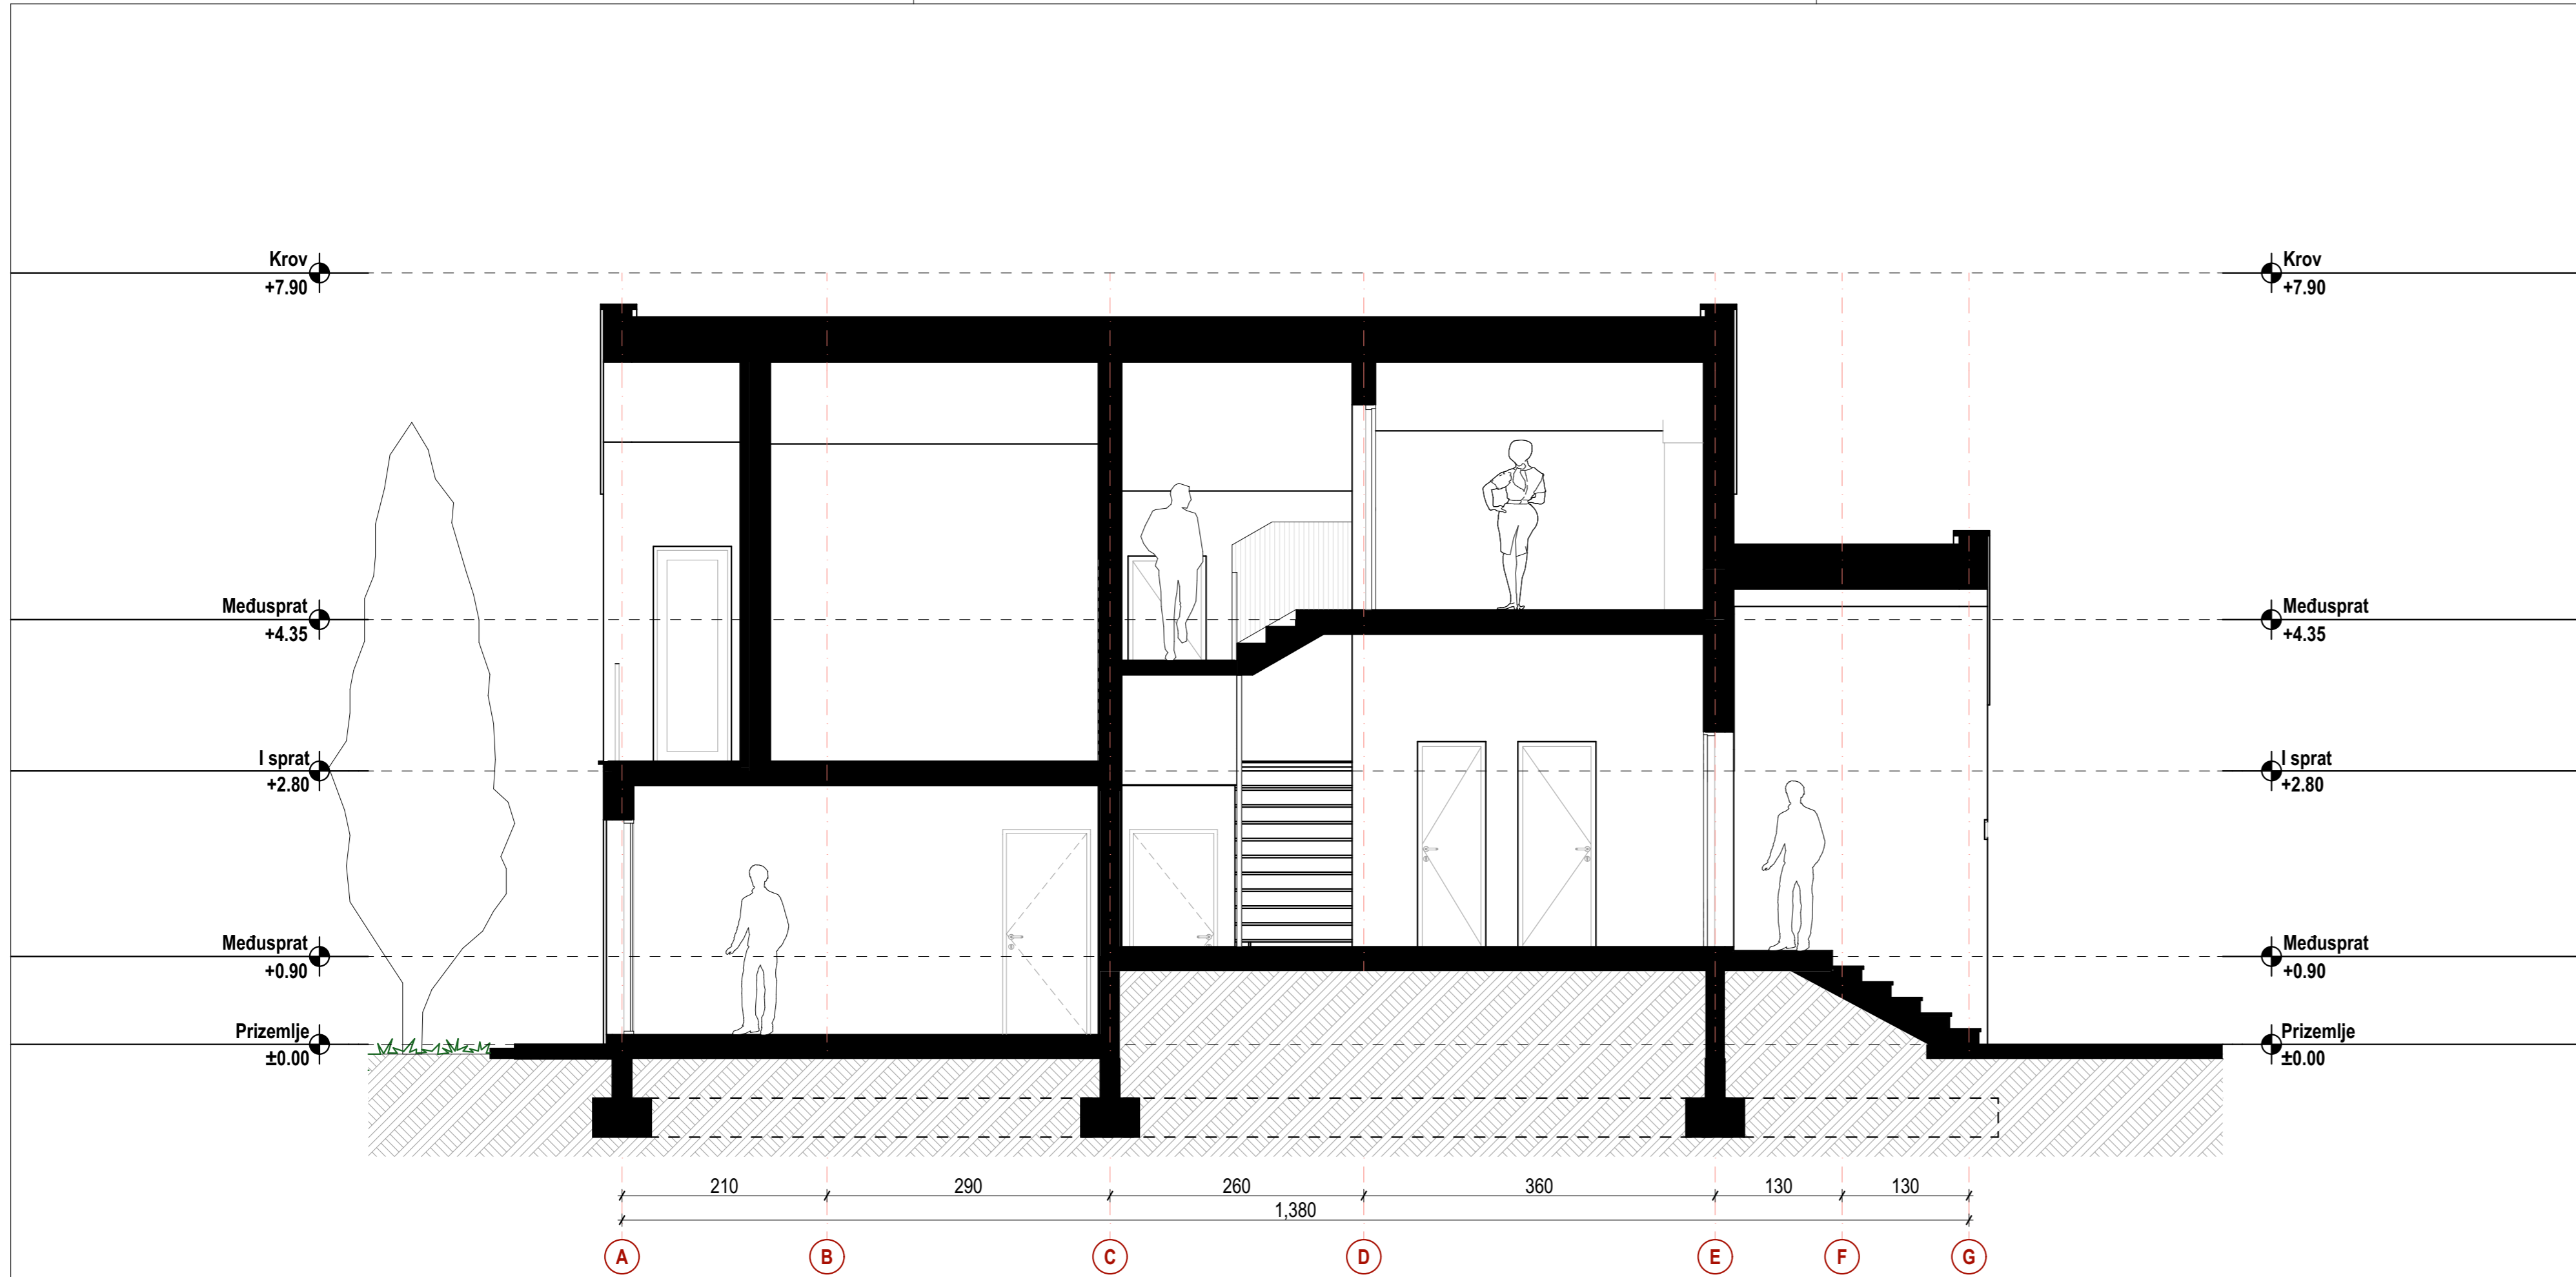 Krov
+7.90
Krov
+7.90
Međusprat
+4.35
Međusprat
+4.35
I sprat
+2.80
I sprat
+2.80
Međusprat
+0.90
Međusprat
+0.90
Prizemlje
±0.00
Prizemlje
±0.00
210 290 260 360 130 130
1,380
A B C D E F G